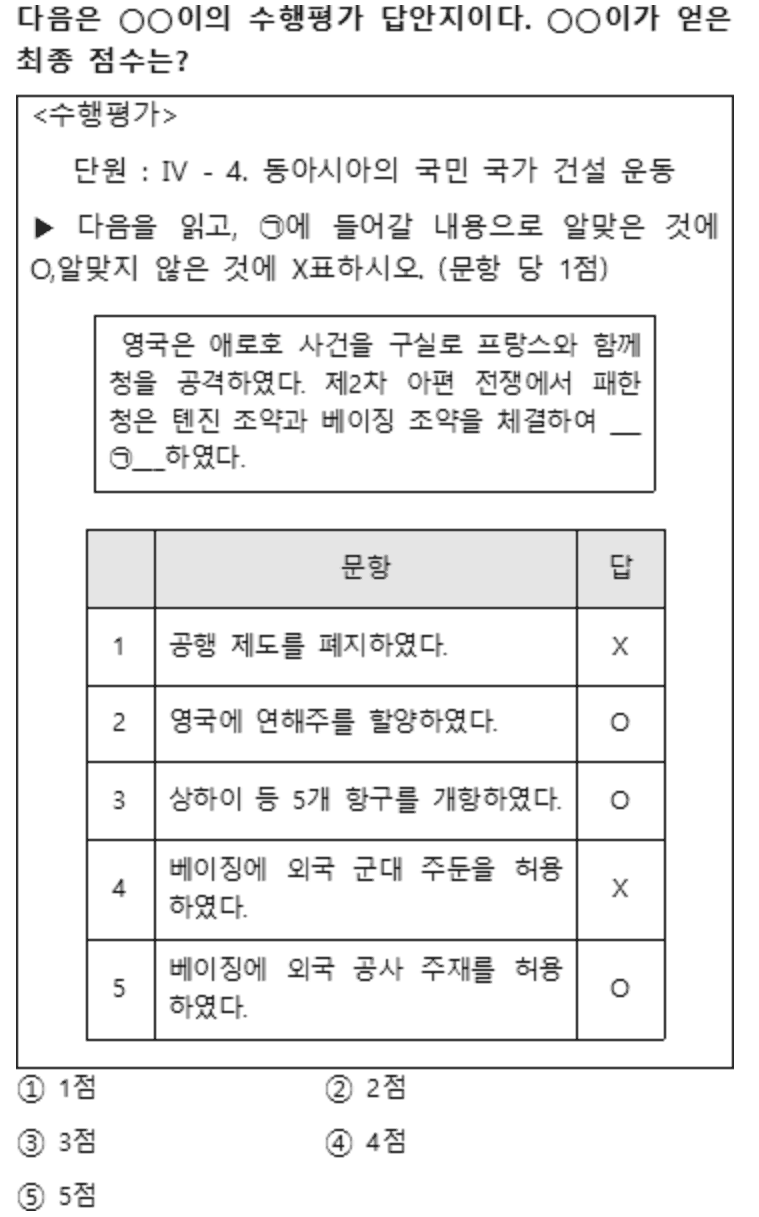 다음은 ○○이의 수행평가 답안지이다. ○○이가 얻은
최종 점수는?
<수행평가>
단원 : Ⅳ - 4. 동아시아의 국민 국가 건설 운동
▶ 다음을 읽고, ㉠에 들어갈 내용으로 알맞은 것에
O,알맞지 않은 것에 X표하시오. (문항 당 1점)
영국은 애로호 사건을 구실로 프랑스와 함께
청을 공격하였다. 제2차 아편 전쟁에서 패한
청은 톈진 조약과 베이징 조약을 체결하여 __
㉠__하였다.
문항 답
1 공행 제도를 폐지하였다. X
2 영국에 연해주를 할양하였다. O
3 상하이 등 5개 항구를 개항하였다. O
4 베이징에 외국 군대 주둔을 허용
하였다. X
5 베이징에 외국 공사 주재를 허용
하였다. O
① 1점 ② 2점
③ 3점 ④ 4점
⑤ 5점